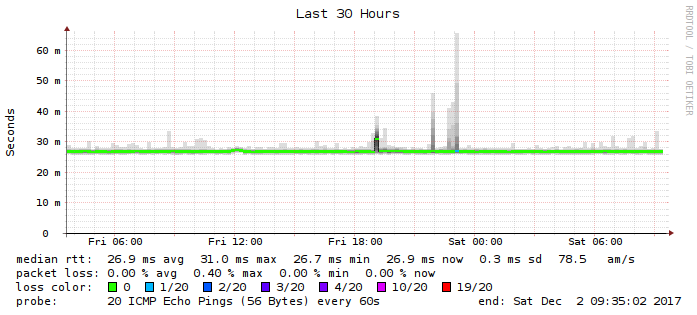 Last 30 Hours
RRDTOOL / TOBI OETIKER
Seconds
60 m
50 m
40 m
30 m
20 m
10 m
0
Fri 06:00 Fri 12:00 Fri 18:00 Sat 00:00 Sat 06:00
median rtt: 26.9 ms avg 31.0 ms max 26.7 ms min 26.9 ms now 0.3 ms sd 78.5 am/s
packet loss: 0.00 % avg 0.40 % max 0.00 % min 0.00 % now
loss color: 0 1/20 2/20 3/20 4/20 10/20 19/20
probe: 20 ICMP Echo Pings (56 Bytes) every 60s end: Sat Dec 2 09:35:02 2017